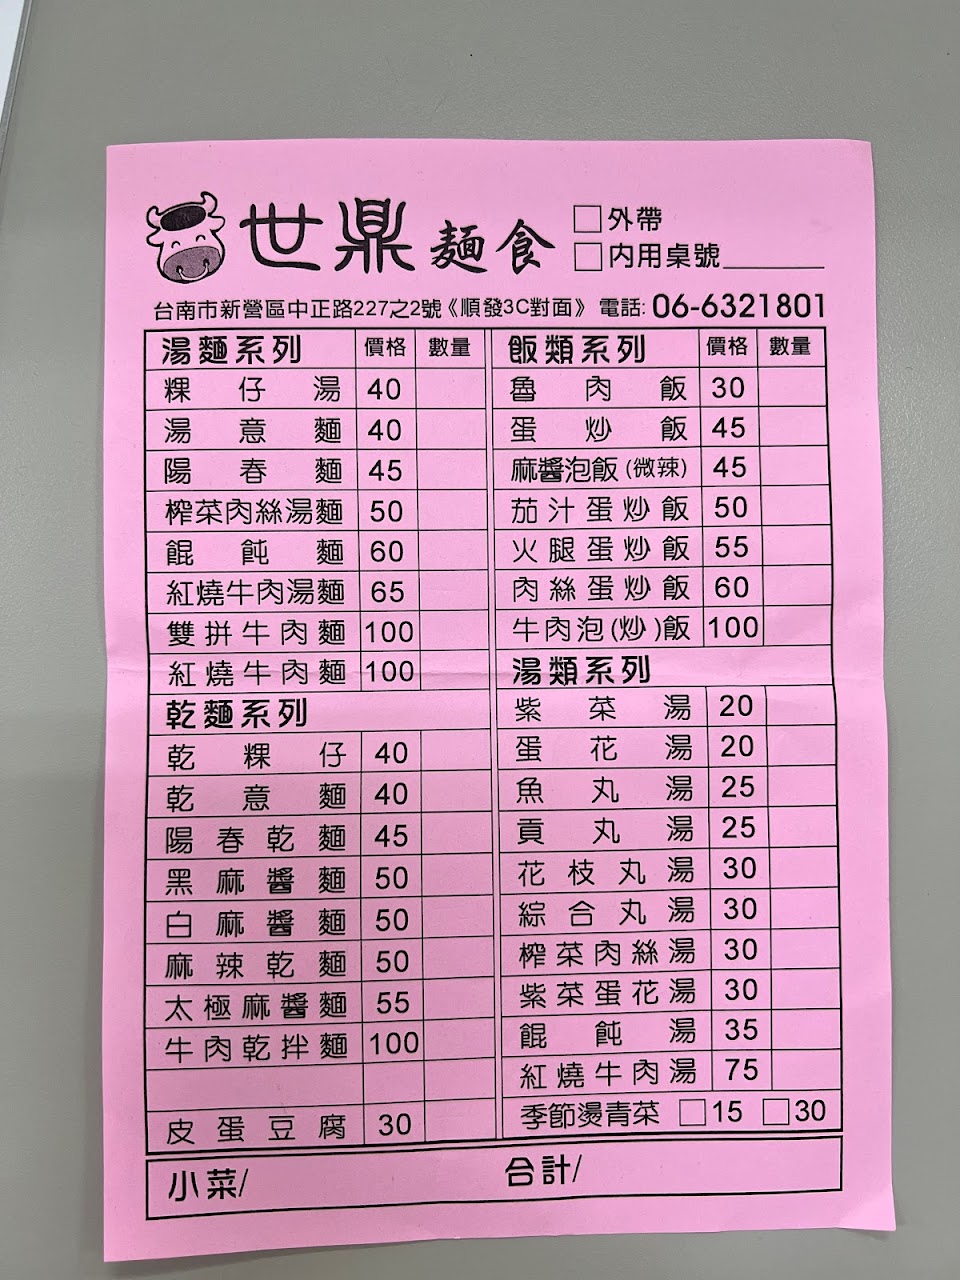 世鼎麵食
□外帶
□內用桌號______
台南市新營區中正路227之2號《順發3C對面》 電話: 06-6321801
湯麵系列 價格 數量
粿仔湯 40
湯意麵 40
陽春麵 45
榨菜肉絲湯麵 50
餛飩麵 60
紅燒牛肉湯麵 65
雙拼牛肉麵 100
紅燒牛肉麵 100
乾麵系列
乾粿仔 40
乾意麵 40
陽春乾麵 45
黑麻醬麵 50
白麻醬麵 50
麻辣乾麵 50
太極麻醬麵 55
牛肉乾拌麵 100
皮蛋豆腐 30
飯類系列 價格 數量
魯肉飯 30
蛋炒飯 45
麻醬泡飯(微辣) 45
茄汁蛋炒飯 50
火腿蛋炒飯 55
肉絲蛋炒飯 60
牛肉泡(炒)飯 100
湯類系列
紫菜湯 20
蛋花湯 20
魚丸湯 25
貢丸湯 25
花枝丸湯 30
綜合丸湯 30
榨菜肉絲湯 30
紫菜蛋花湯 30
餛飩湯 35
紅燒牛肉湯 75
季節燙青菜 □15 □30
小菜/ 合計/